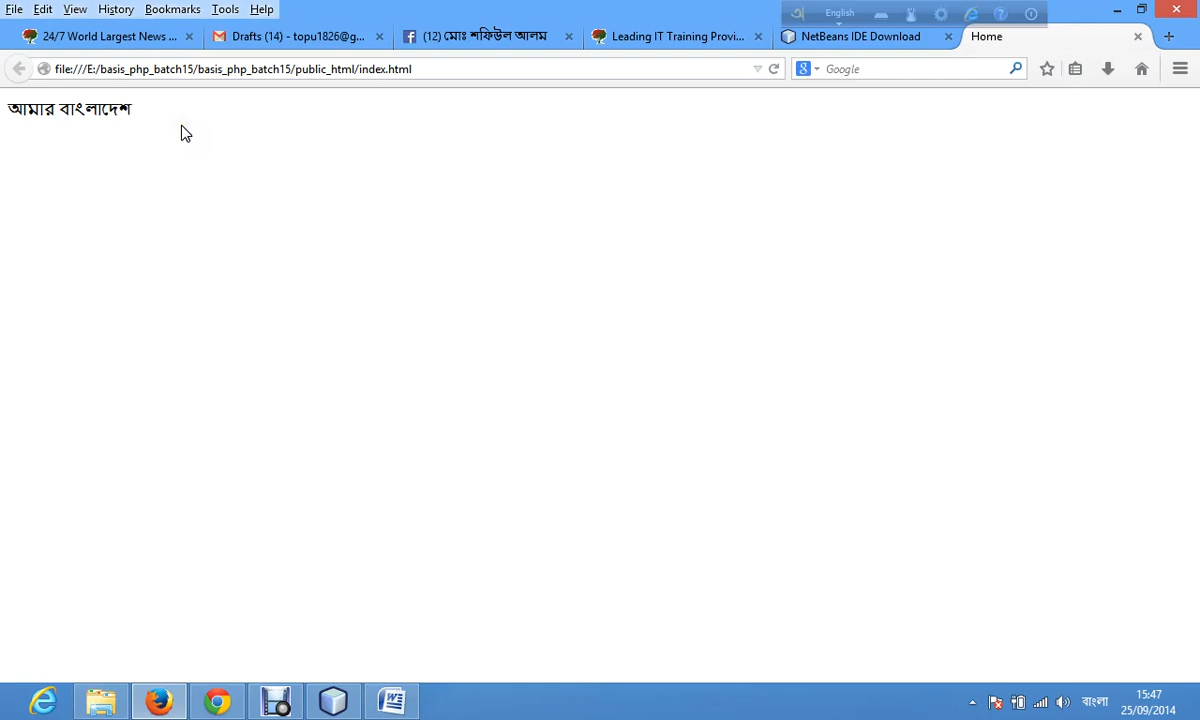 File Edit View History Bookmarks Tools Help
English
24/7 World Largest News ...
Drafts (14) - topu1826@g...
(12) মোঃ শফিউল আলম
Leading IT Training Provi...
NetBeans IDE Download
Home
file:///E:/basis_php_batch15/basis_php_batch15/public_html/index.html
Google
আমার বাংলাদেশ
বাংলা
15:47
25/09/2014